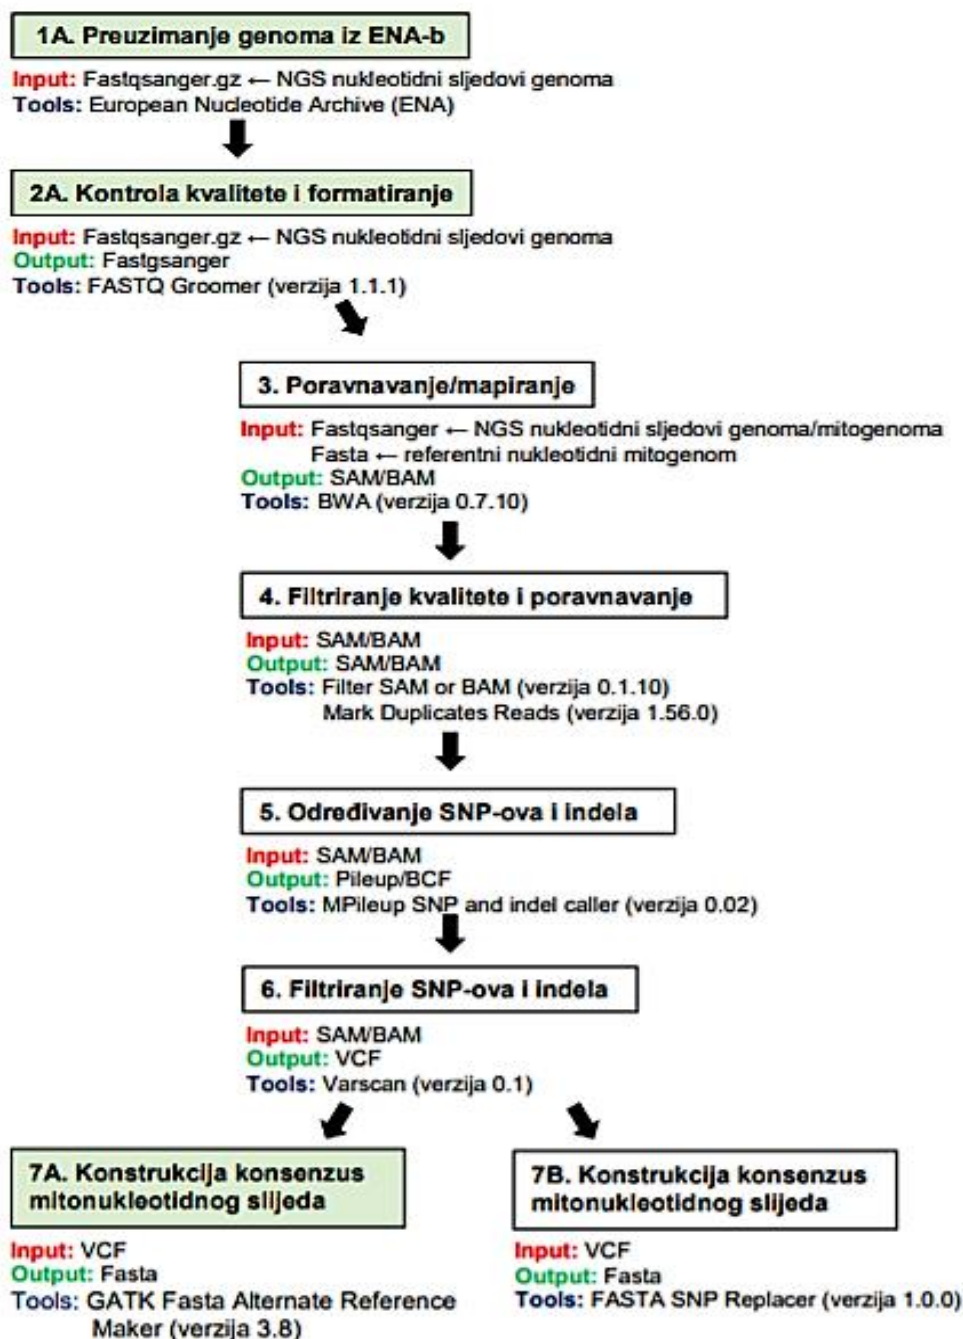 1A. Preuzimanje genoma iz ENA-b
Input: Fastqsanger.gz ← NGS nukleotidni sljedovi genoma
Tools: European Nucleotide Archive (ENA)
2A. Kontrola kvalitete i formatiranje
Input: Fastqsanger.gz ← NGS nukleotidni sljedovi genoma
Output: Fastgsanger
Tools: FASTQ Groomer (verzija 1.1.1)
3. Poravnavanje/mapiranje
Input: Fastqsanger ← NGS nukleotidni sljedovi genoma/mitogenoma
Fasta ← referentni nukleotidni mitogenom
Output: SAM/BAM
Tools: BWA (verzija 0.7.10)
4. Filtriranje kvalitete i poravnavanje
Input: SAM/BAM
Output: SAM/BAM
Tools: Filter SAM or BAM (verzija 0.1.10)
Mark Duplicates Reads (verzija 1.56.0)
5. Određivanje SNP-ova i indela
Input: SAM/BAM
Output: Pileup/BCF
Tools: MPileup SNP and indel caller (verzija 0.02)
6. Filtriranje SNP-ova i indela
Input: SAM/BAM
Output: VCF
Tools: Varscan (verzija 0.1)
7A. Konstrukcija konsenzus
mitonukleotidnog slijeda
Input: VCF
Output: Fasta
Tools: GATK Fasta Alternate Reference
Maker (verzija 3.8)
7B. Konstrukcija konsenzus
mitonukleotidnog slijeda
Input: VCF
Output: Fasta
Tools: FASTA SNP Replacer (verzija 1.0.0)